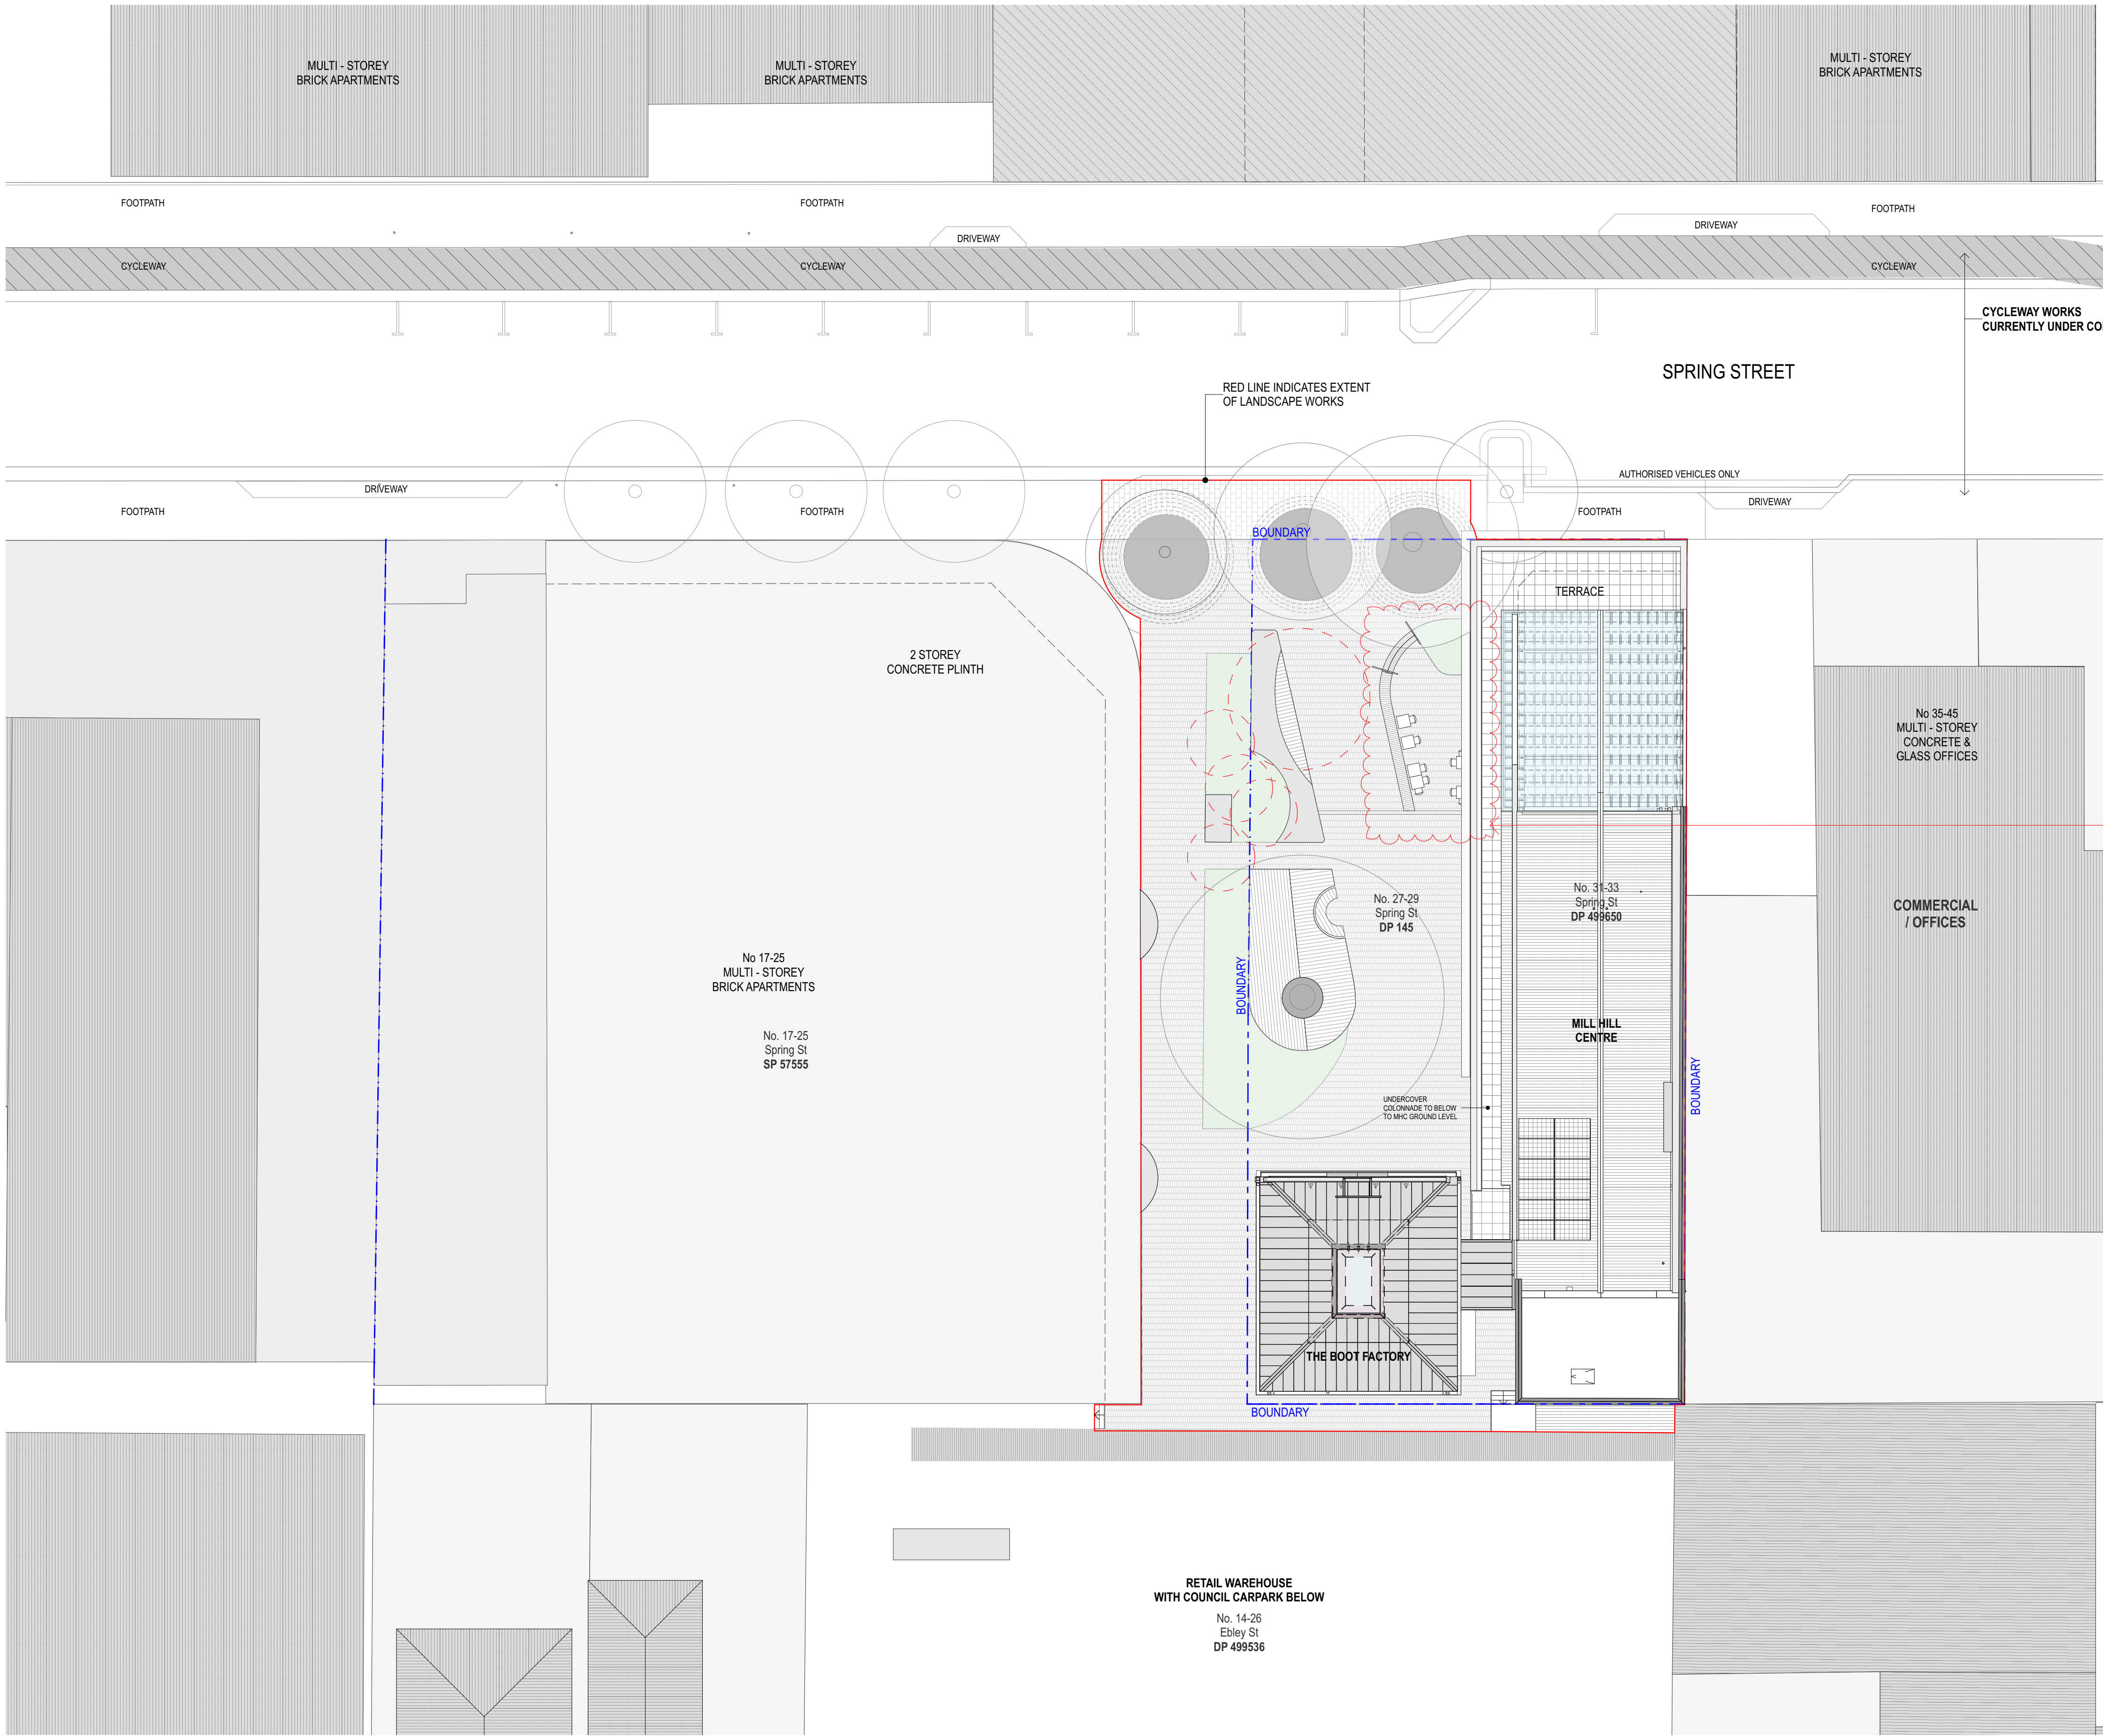 MULTI - STOREY
BRICK APARTMENTS
MULTI - STOREY
BRICK APARTMENTS
MULTI - STOREY
BRICK APARTMENTS
FOOTPATH
FOOTPATH
FOOTPATH
DRIVEWAY
DRIVEWAY
CYCLEWAY
CYCLEWAY
CYCLEWAY
CYCLEWAY WORKS
CURRENTLY UNDER CO
SPRING STREET
RED LINE INDICATES EXTENT
OF LANDSCAPE WORKS
AUTHORISED VEHICLES ONLY
DRIVEWAY
DRIVEWAY
FOOTPATH
FOOTPATH
FOOTPATH
BOUNDARY
TERRACE
2 STOREY
CONCRETE PLINTH
No 35-45
MULTI - STOREY
CONCRETE &
GLASS OFFICES
No. 27-29
Spring St
DP 145
No. 31-33
Spring St
DP 499650
COMMERCIAL
/ OFFICES
No 17-25
MULTI - STOREY
BRICK APARTMENTS
BOUNDARY
No. 17-25
Spring St
SP 57555
MILL HILL
CENTRE
BOUNDARY
UNDERCOVER
COLONNADE TO BELOW
TO MHC GROUND LEVEL
THE BOOT FACTORY
BOUNDARY
RETAIL WAREHOUSE
WITH COUNCIL CARPARK BELOW
No. 14-26
Ebley St
DP 499536